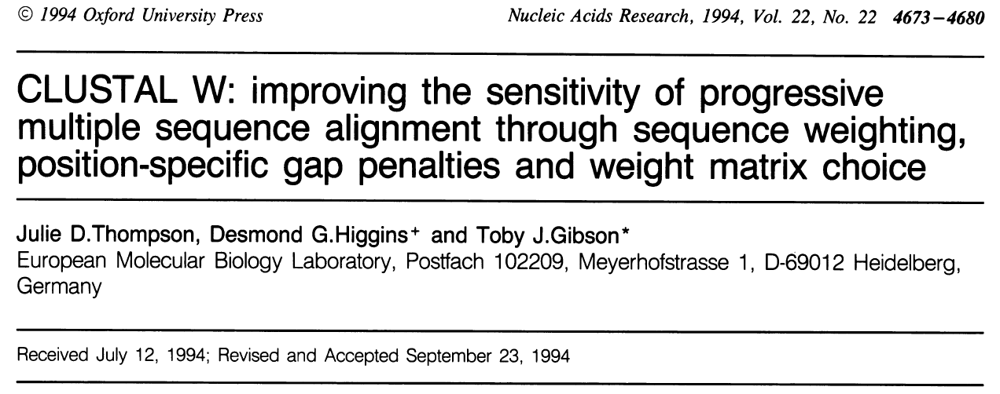 © 1994 Oxford University Press
Nucleic Acids Research, 1994, Vol. 22, No. 22 4673–4680
CLUSTAL W: improving the sensitivity of progressive
multiple sequence alignment through sequence weighting,
position-specific gap penalties and weight matrix choice
Julie D.Thompson, Desmond G.Higgins+ and Toby J.Gibson*
European Molecular Biology Laboratory, Postfach 102209, Meyerhofstrasse 1, D-69012 Heidelberg,
Germany
Received July 12, 1994; Revised and Accepted September 23, 1994